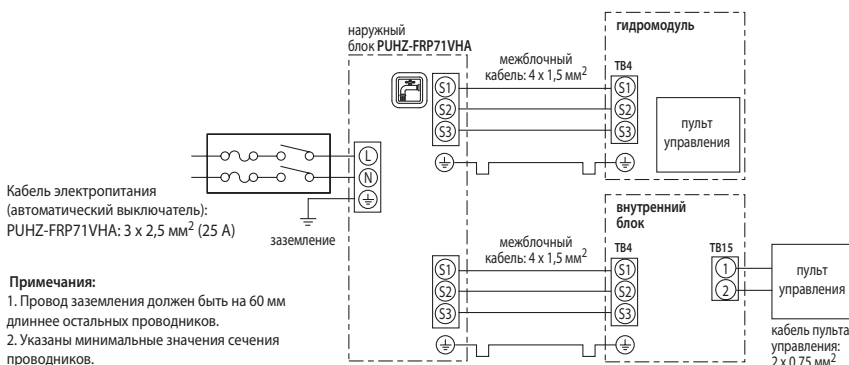 наружный
блок PUHZ-FRP71VHA
гидромодуль
межблочный
кабель: 4 x 1,5 мм²
TB4
S1
S1
S2
S2
S3
S3
пульт
управления
L
N
Кабель электропитания
(автоматический выключатель):
PUHZ-FRP71VHA: 3 x 2,5 мм² (25 А)
заземление
внутренний
блок
межблочный
кабель: 4 x 1,5 мм²
TB4
TB15
S1
S1
S2
S2
S3
S3
1
2
пульт
управления
кабель пульта
управления:
2 x 0,75 мм²
Примечания:
1. Провод заземления должен быть на 60 мм
длиннее остальных проводников.
2. Указаны минимальные значения сечения
проводников.